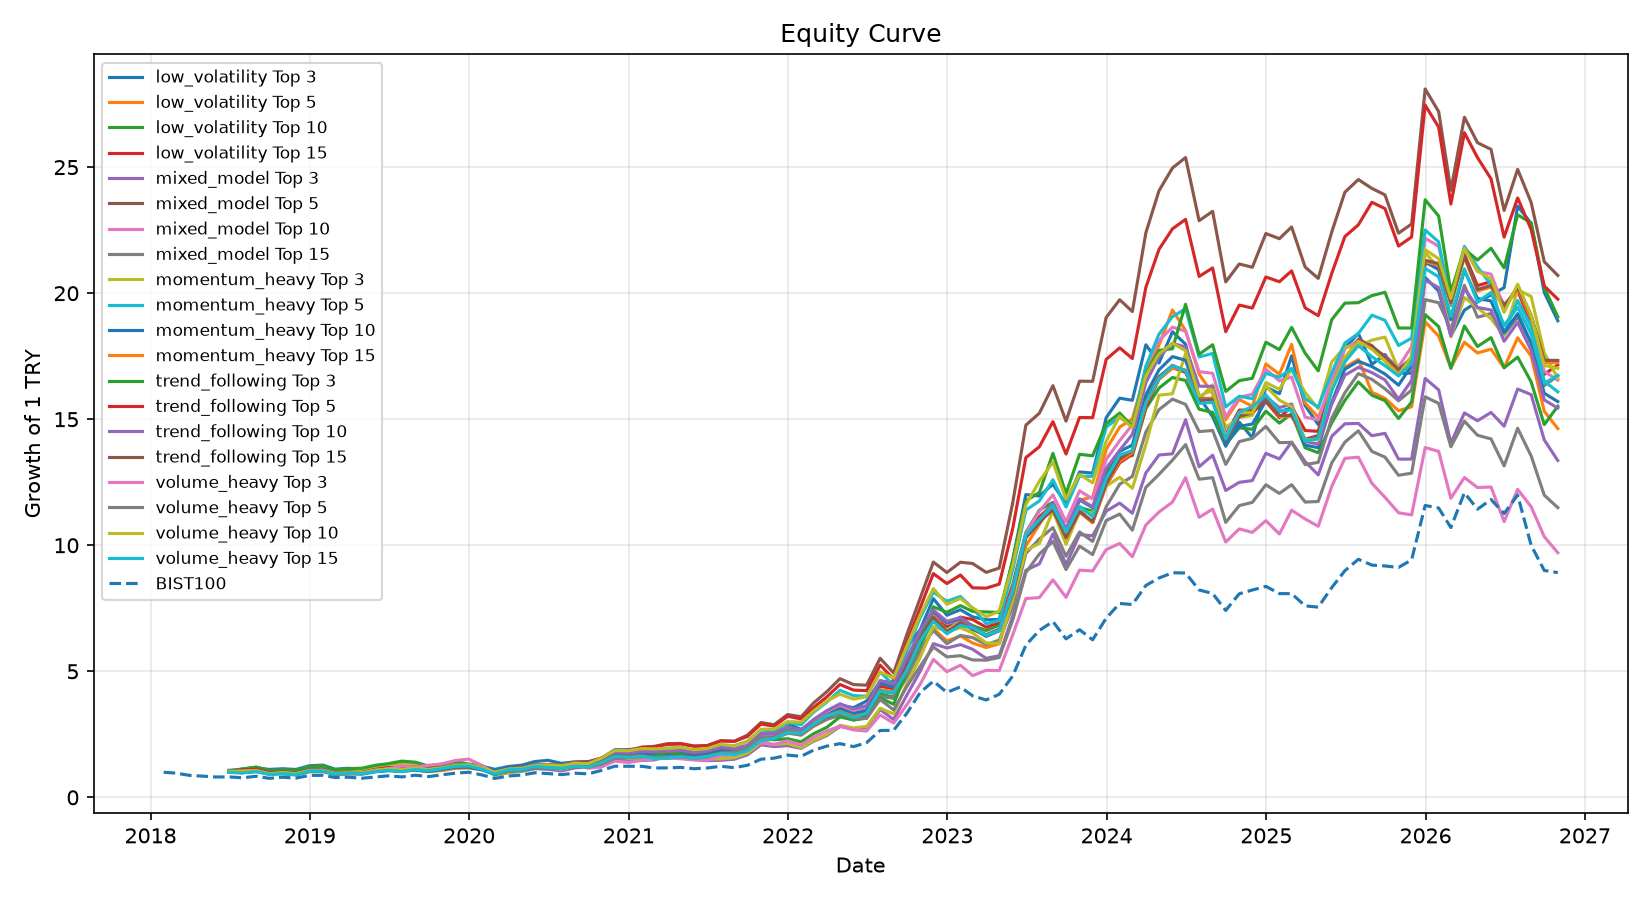 Equity Curve
low_volatility Top 3
low_volatility Top 5
low_volatility Top 10
low_volatility Top 15
mixed_model Top 3
mixed_model Top 5
mixed_model Top 10
mixed_model Top 15
momentum_heavy Top 3
momentum_heavy Top 5
momentum_heavy Top 10
momentum_heavy Top 15
trend_following Top 3
trend_following Top 5
trend_following Top 10
trend_following Top 15
volume_heavy Top 3
volume_heavy Top 5
volume_heavy Top 10
volume_heavy Top 15
BIST100
Growth of 1 TRY
25
20
15
10
5
0
2018 2019 2020 2021 2022 2023 2024 2025 2026 2027
Date